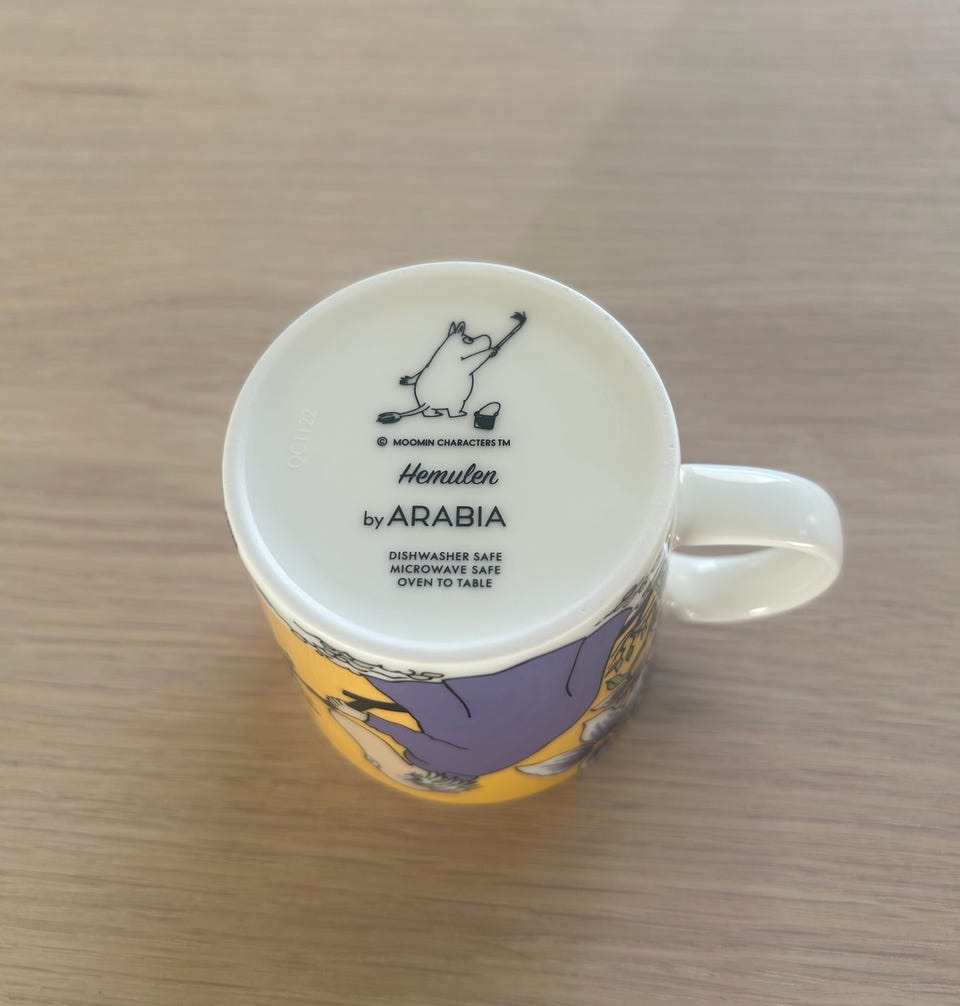 © MOOMIN CHARACTERS TM
Hemulen
by ARABIA
DISHWASHER SAFE
MICROWAVE SAFE
OVEN TO TABLE